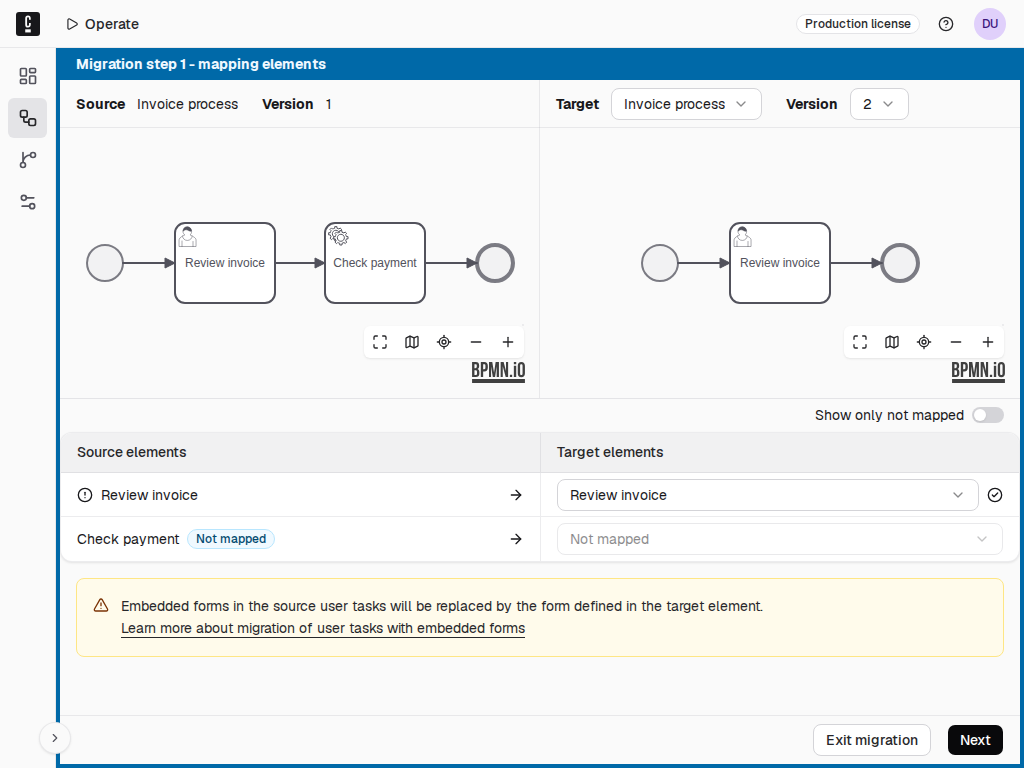 Operate
Production license
DU
Migration step 1 - mapping elements
Source Invoice process Version 1
Target Invoice process Version 2
Review invoice
Check payment
Review invoice
BPMN.iO
BPMN.iO
Show only not mapped
Source elements
Target elements
Review invoice
Review invoice
Check payment Not mapped
Not mapped
Embedded forms in the source user tasks will be replaced by the form defined in the target element.
Learn more about migration of user tasks with embedded forms
Exit migration
Next